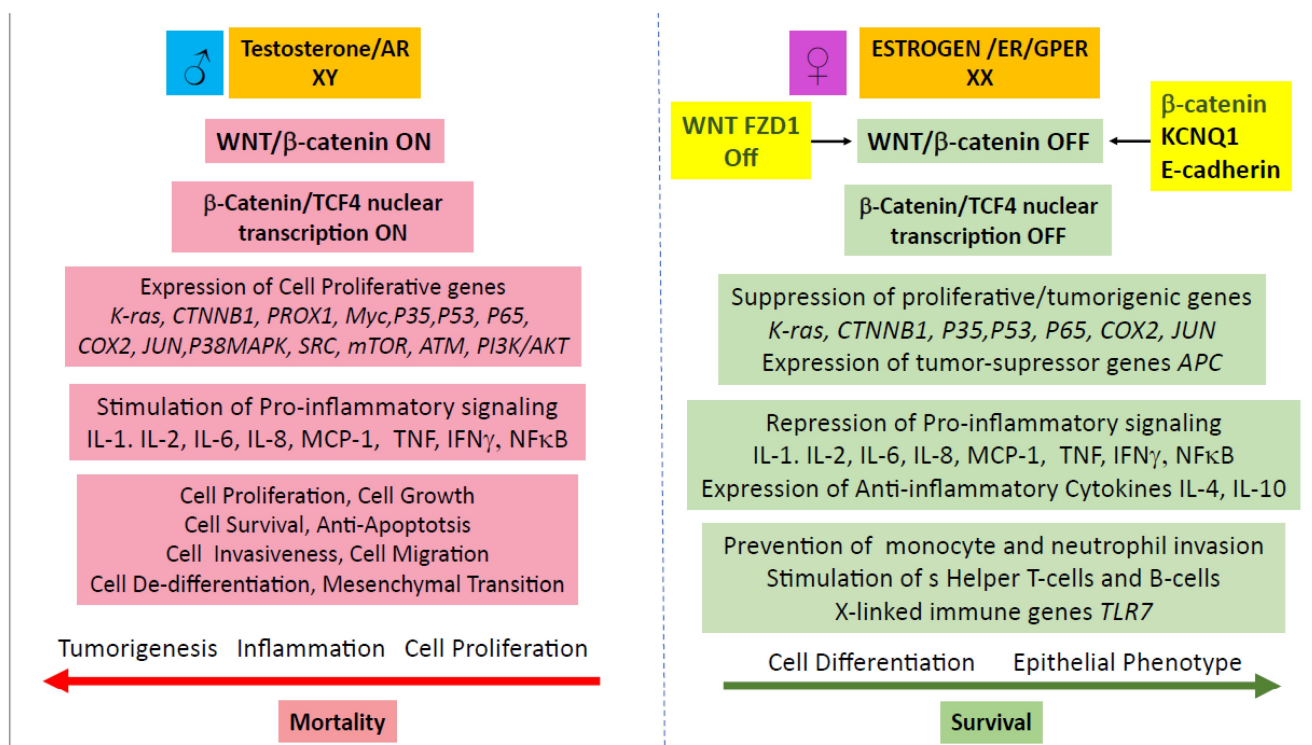 ♂
Testosterone/AR
XY
WNT/β-catenin ON
β-Catenin/TCF4 nuclear
transcription ON
Expression of Cell Proliferative genes
K-ras, CTNNB1, PROX1, Myc,P35,P53, P65,
COX2, JUN,P38MAPK, SRC, mTOR, ATM, PI3K/AKT
Stimulation of Pro-inflammatory signaling
IL-1. IL-2, IL-6, IL-8, MCP-1, TNF, IFNγ, NFκB
Cell Proliferation, Cell Growth
Cell Survival, Anti-Apoptotsis
Cell Invasiveness, Cell Migration
Cell De-differentiation, Mesenchymal Transition
Tumorigenesis Inflammation Cell Proliferation
Mortality
♀
ESTROGEN /ER/GPER
XX
WNT FZD1
Off
WNT/β-catenin OFF
β-catenin
KCNQ1
E-cadherin
β-Catenin/TCF4 nuclear
transcription OFF
Suppression of proliferative/tumorigenic genes
K-ras, CTNNB1, P35,P53, P65, COX2, JUN
Expression of tumor-supressor genes APC
Repression of Pro-inflammatory signaling
IL-1. IL-2, IL-6, IL-8, MCP-1, TNF, IFNγ, NFκB
Expression of Anti-inflammatory Cytokines IL-4, IL-10
Prevention of monocyte and neutrophil invasion
Stimulation of s Helper T-cells and B-cells
X-linked immune genes TLR7
Cell Differentiation Epithelial Phenotype
Survival